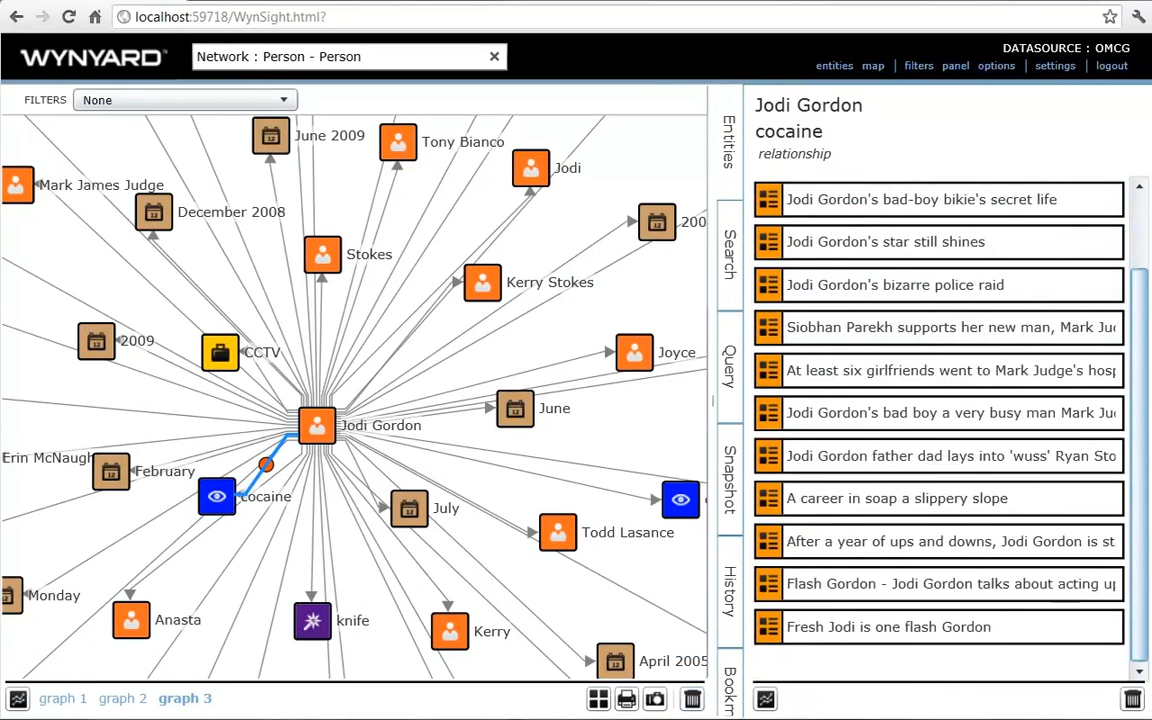 localhost:59718/WynSight.html?
WYNYARD
Network : Person - Person
DATASOURCE : OMCG
entities map filters panel options settings logout
FILTERS None
June 2009
Tony Bianco
Jodi
Mark James Judge
December 2008
200
Stokes
Kerry Stokes
2009
CCTV
Joyce
June
Jodi Gordon
Erin McNaugh
February
cocaine
July
Todd Lasance
Monday
Anasta
knife
Kerry
April 2005
graph 1 graph 2 graph 3
Entities
Search
Query
Snapshot
History
Bookm
Jodi Gordon
cocaine
relationship
Jodi Gordon's bad-boy bikie's secret life
Jodi Gordon's star still shines
Jodi Gordon's bizarre police raid
Siobhan Parekh supports her new man, Mark Jud
At least six girlfriends went to Mark Judge's hosp
Jodi Gordon's bad boy a very busy man Mark Ju
Jodi Gordon father dad lays into 'wuss' Ryan Sto
A career in soap a slippery slope
After a year of ups and downs, Jodi Gordon is st
Flash Gordon - Jodi Gordon talks about acting up
Fresh Jodi is one flash Gordon